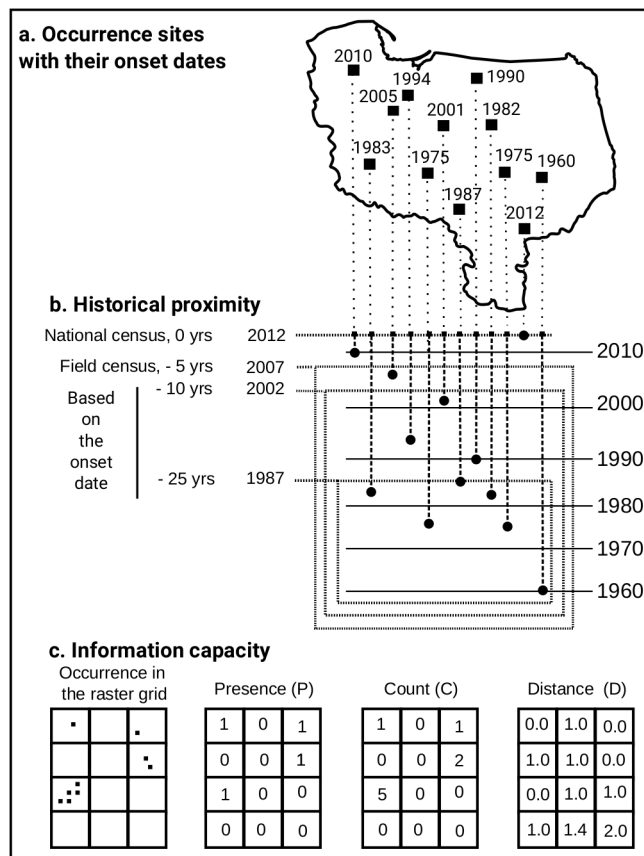 a. Occurrence sites
with their onset dates
2010
1994
1990
2005
2001
1982
1983
1975
1975
1960
1987
2012
b. Historical proximity
National census, 0 yrs 2012
2010
Field census, - 5 yrs 2007
- 10 yrs 2002
Based
on
the
onset
date
2000
1990
- 25 yrs 1987
1980
1970
1960
c. Information capacity
Occurrence in
the raster grid
Presence (P)
Count (C)
Distance (D)
1 0 1
1 0 1
0.0 1.0 0.0
0 0 1
0 0 2
1.0 1.0 0.0
1 0 0
5 0 0
0.0 1.0 1.0
0 0 0
0 0 0
1.0 1.4 2.0